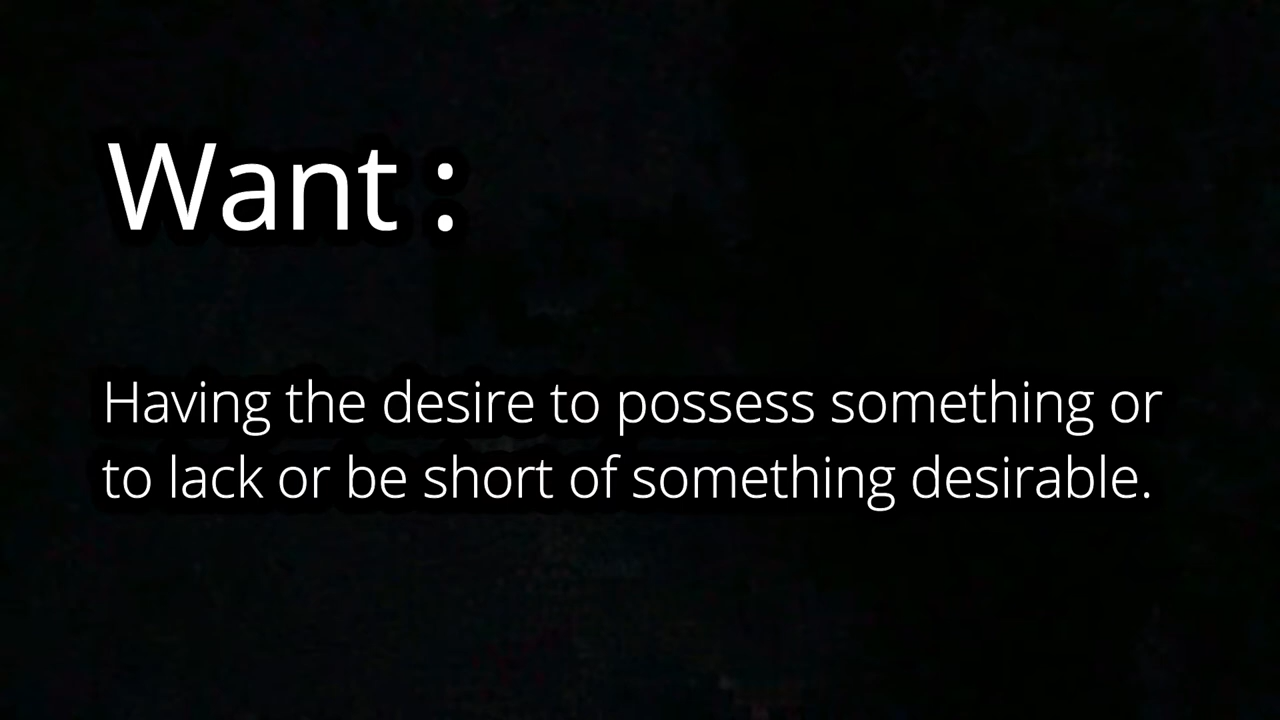 Want :
Having the desire to possess something or
to lack or be short of something desirable.